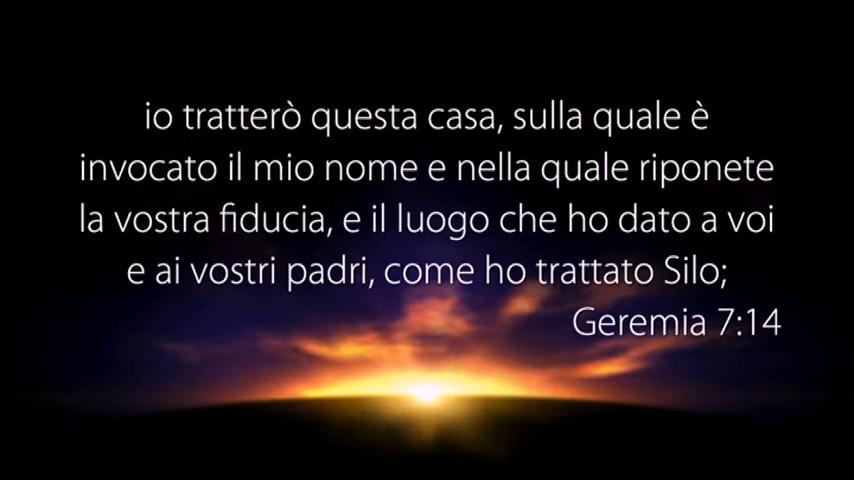 io tratterò questa casa, sulla quale è
invocato il mio nome e nella quale riponete
la vostra fiducia, e il luogo che ho dato a voi
e ai vostri padri, come ho trattato Silo;
Geremia 7:14